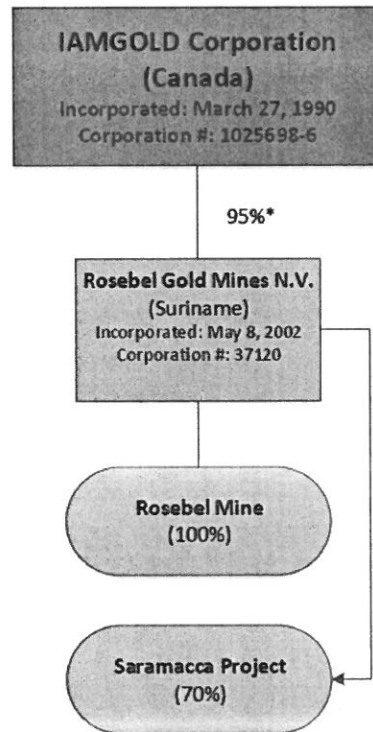 IAMGOLD Corporation
(Canada)
Incorporated: March 27, 1990
Corporation #: 1025698-6
95%*
Rosebel Gold Mines N.V.
(Suriname)
Incorporated: May 8, 2002
Corporation #: 37120
Rosebel Mine
(100%)
Saramacca Project
(70%)